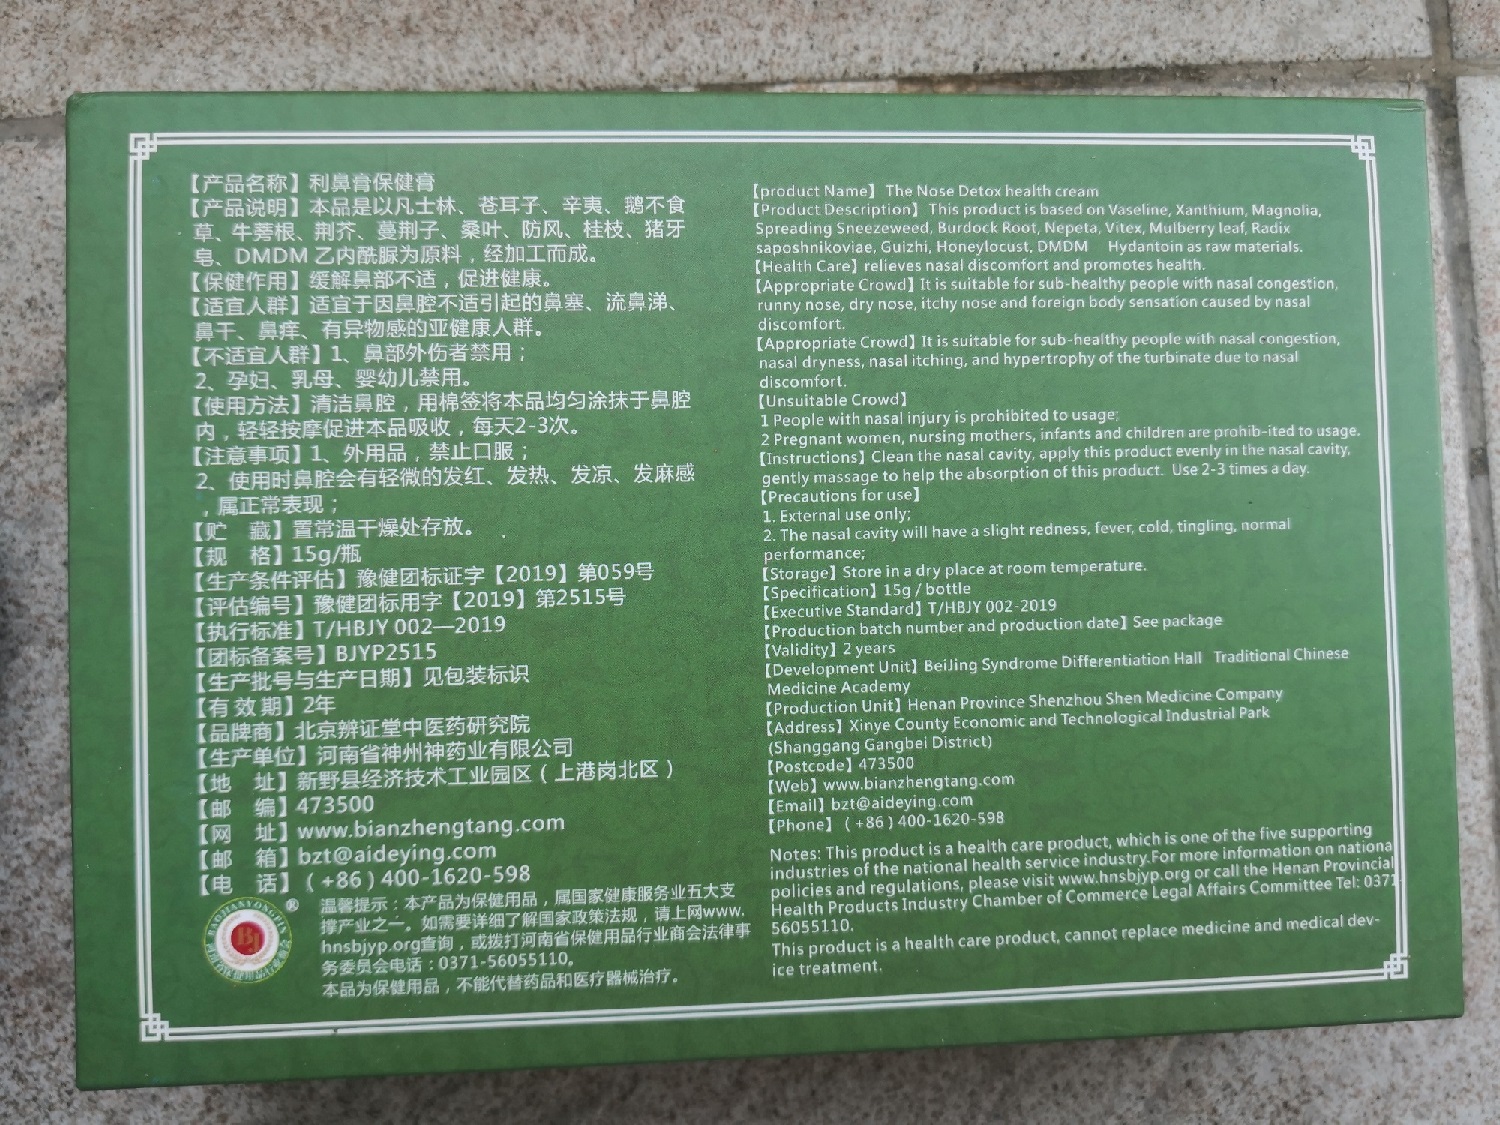 【产品名称】利鼻膏保健膏
【产品说明】本品是以凡士林、苍耳子、辛夷、鹅不食
草、牛蒡根、荆芥、蔓荆子、桑叶、防风、桂枝、猪牙
皂、DMDM 乙内酰脲为原料，经加工而成。
【保健作用】缓解鼻部不适，促进健康。
【适宜人群】适宜于因鼻腔不适引起的鼻塞、流鼻涕、
鼻干、鼻痒、有异物感的亚健康人群。
【不适宜人群】1、鼻部外伤者禁用；
2、孕妇、乳母、婴幼儿禁用。
【使用方法】清洁鼻腔，用棉签将本品均匀涂抹于鼻腔
内，轻轻按摩促进本品吸收，每天2-3次。
【注意事项】1、外用品，禁止口服；
2、使用时鼻腔会有轻微的发红、发热、发凉、发麻感
，属正常表现；
【贮 藏】置常温干燥处存放。
【规 格】15g/瓶
【生产条件评估】豫健团标证字【2019】第059号
【评估编号】豫健团标用字【2019】第2515号
【执行标准】T/HBJY 002—2019
【团标备案号】BJYP2515
【生产批号与生产日期】见包装标识
【有 效 期】2年
【品牌商】北京辨证堂中医药研究院
【生产单位】河南省神州神药业有限公司
【地 址】新野县经济技术工业园区（上港岗北区）
【邮 编】473500
【网 址】www.bianzhengtang.com
【邮 箱】bzt@aideying.com
【电 话】（+86）400-1620-598
®
温馨提示：本产品为保健用品，属国家健康服务业五大支
撑产业之一。如需要详细了解国家政策法规，请上网www.
hnsbjyp.org查询，或拨打河南省保健用品行业商会法律事
务委员会电话：0371-56055110。
本品为保健用品，不能代替药品和医疗器械治疗。
【product Name】 The Nose Detox health cream
【Product Description】 This product is based on Vaseline, Xanthium, Magnolia,
Spreading Sneezeweed, Burdock Root, Nepeta, Vitex, Mulberry leaf, Radix
saposhnikoviae, Guizhi, Honeylocust, DMDM Hydantoin as raw materials.
【Health Care】relieves nasal discomfort and promotes health.
【Appropriate Crowd】It is suitable for sub-healthy people with nasal congestion,
runny nose, dry nose, itchy nose and foreign body sensation caused by nasal
discomfort.
【Appropriate Crowd】It is suitable for sub-healthy people with nasal congestion,
nasal dryness, nasal itching, and hypertrophy of the turbinate due to nasal
discomfort.
【Unsuitable Crowd】
1 People with nasal injury is prohibited to usage;
2 Pregnant women, nursing mothers, infants and children are prohib-ited to usage.
【Instructions】Clean the nasal cavity, apply this product evenly in the nasal cavity,
gently massage to help the absorption of this product. Use 2-3 times a day.
【Precautions for use】
1. External use only;
2. The nasal cavity will have a slight redness, fever, cold, tingling, normal
performance;
【Storage】Store in a dry place at room temperature.
【Specification】15g / bottle
【Executive Standard】T/HBJY 002-2019
【Production batch number and production date】See package
【Validity】2 years
【Development Unit】BeiJing Syndrome Differentiation Hall Traditional Chinese
Medicine Academy
【Production Unit】Henan Province Shenzhou Shen Medicine Company
【Address】Xinye County Economic and Technological Industrial Park
(Shanggang Gangbei District)
【Postcode】473500
【Web】www.bianzhengtang.com
【Email】bzt@aideying.com
【Phone】（+86）400-1620-598
Notes: This product is a health care product, which is one of the five supporting
industries of the national health service industry.For more information on nationa
policies and regulations, please visit www.hnsbjyp.org or call the Henan Provincial
Health Products Industry Chamber of Commerce Legal Affairs Committee Tel: 0371-
56055110.
This product is a health care product, cannot replace medicine and medical dev-
ice treatment.